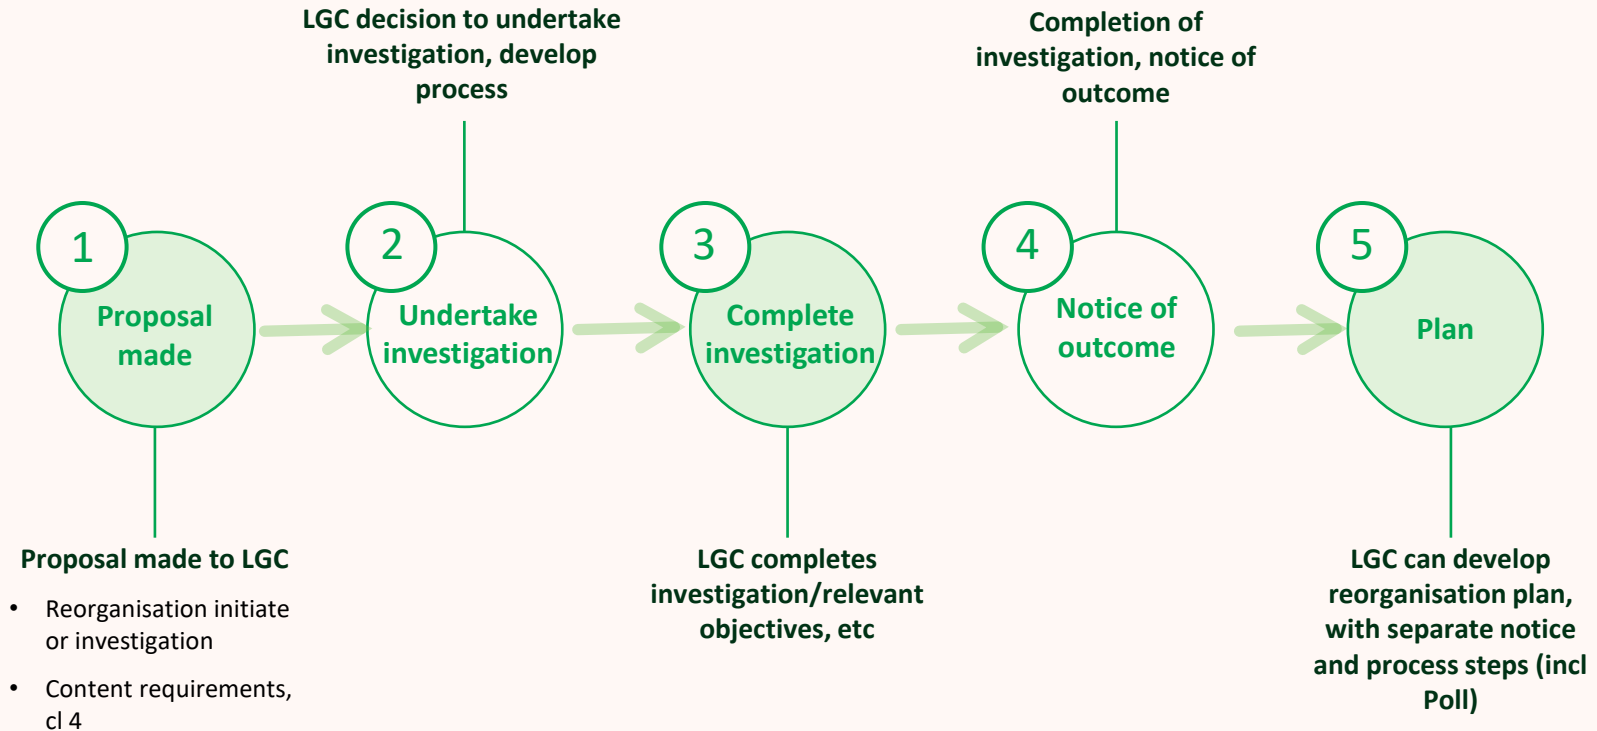 LGC decision to undertake
investigation, develop
process
Completion of
investigation, notice of
outcome
1
Proposal
made
2
Undertake
investigation
3
Complete
investigation
4
Notice of
outcome
5
Plan
Proposal made to LGC
• Reorganisation initiate
or investigation
• Content requirements,
cl 4
LGC completes
investigation/relevant
objectives, etc
LGC can develop
reorganisation plan,
with separate notice
and process steps (incl
Poll)